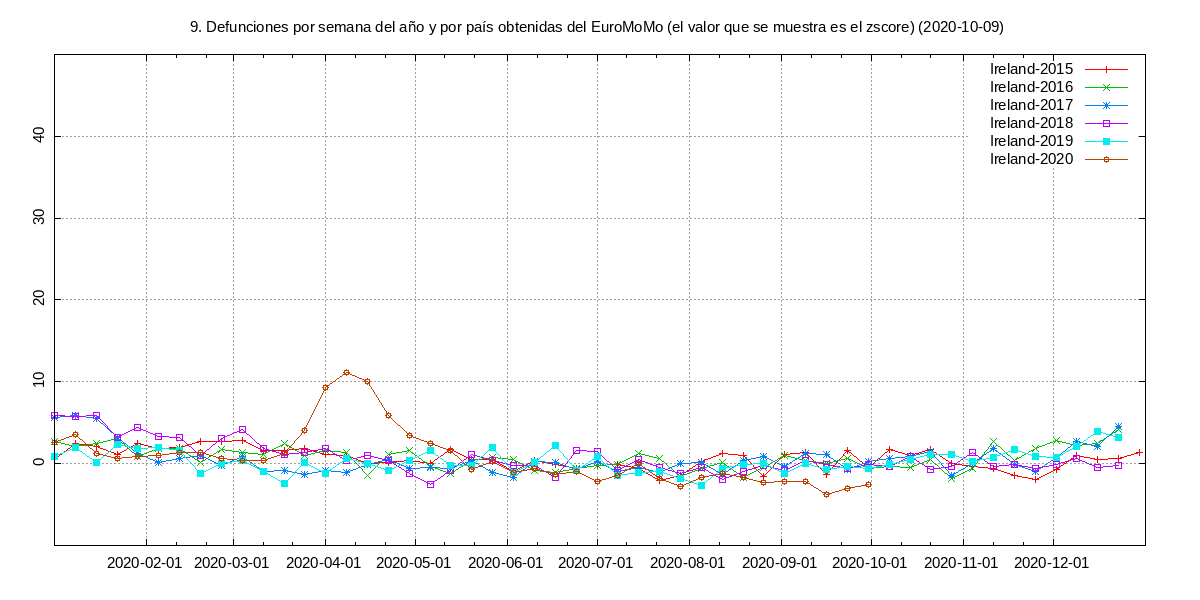 9. Defunciones por semana del año y por país obtenidas del EuroMoMo (el valor que se muestra es el zscore) (2020-10-09)
Ireland-2015
Ireland-2016
Ireland-2017
Ireland-2018
Ireland-2019
Ireland-2020
40
30
20
10
0
2020-02-01 2020-03-01 2020-04-01 2020-05-01 2020-06-01 2020-07-01 2020-08-01 2020-09-01 2020-10-01 2020-11-01 2020-12-01